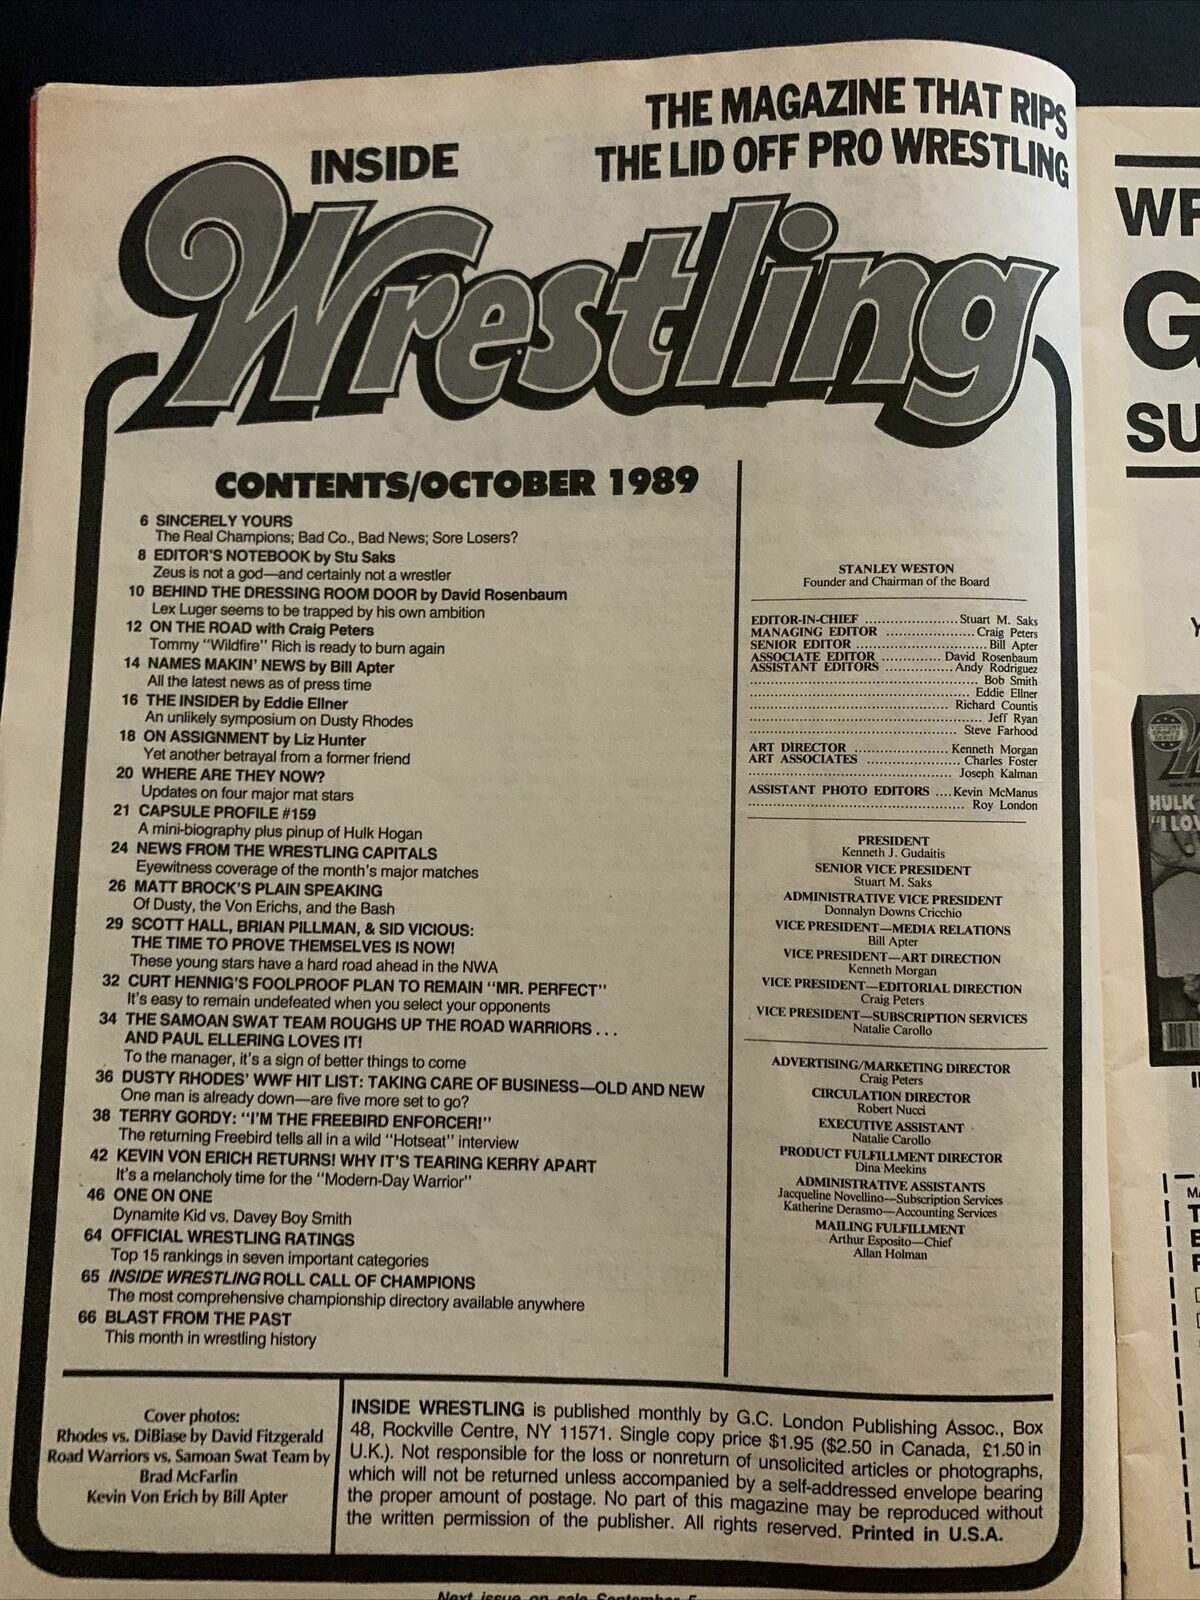 THE MAGAZINE THAT RIPS
THE LID OFF PRO WRESTLING
INSIDE
Wrestling
CONTENTS/OCTOBER 1989
6 SINCERELY YOURS
The Real Champions; Bad Co., Bad News; Sore Losers?
8 EDITOR'S NOTEBOOK by Stu Saks
Zeus is not a god—and certainly not a wrestler
10 BEHIND THE DRESSING ROOM DOOR by David Rosenbaum
Lex Luger seems to be trapped by his own ambition
12 ON THE ROAD with Craig Peters
Tommy "Wildfire" Rich is ready to burn again
14 NAMES MAKIN' NEWS by Bill Apter
All the latest news as of press time
16 THE INSIDER by Eddie Ellner
An unlikely symposium on Dusty Rhodes
18 ON ASSIGNMENT by Liz Hunter
Yet another betrayal from a former friend
20 WHERE ARE THEY NOW?
Updates on four major mat stars
21 CAPSULE PROFILE #159
A mini-biography plus pinup of Hulk Hogan
24 NEWS FROM THE WRESTLING CAPITALS
Eyewitness coverage of the month's major matches
26 MATT BROCK'S PLAIN SPEAKING
Of Dusty, the Von Erichs, and the Bash
29 SCOTT HALL, BRIAN PILLMAN, & SID VICIOUS:
THE TIME TO PROVE THEMSELVES IS NOW!
These young stars have a hard road ahead in the NWA
32 CURT HENNIG'S FOOLPROOF PLAN TO REMAIN "MR. PERFECT"
It's easy to remain undefeated when you select your opponents
34 THE SAMOAN SWAT TEAM ROUGHS UP THE ROAD WARRIORS . . .
AND PAUL ELLERING LOVES IT!
To the manager, it's a sign of better things to come
36 DUSTY RHODES' WWF HIT LIST: TAKING CARE OF BUSINESS—OLD AND NEW
One man is already down—are five more set to go?
38 TERRY GORDY: "I'M THE FREEBIRD ENFORCER!"
The returning Freebird tells all in a wild "Hotseat" interview
42 KEVIN VON ERICH RETURNS! WHY IT'S TEARING KERRY APART
It's a melancholy time for the "Modern-Day Warrior"
46 ONE ON ONE
Dynamite Kid vs. Davey Boy Smith
64 OFFICIAL WRESTLING RATINGS
Top 15 rankings in seven important categories
65 INSIDE WRESTLING ROLL CALL OF CHAMPIONS
The most comprehensive championship directory available anywhere
66 BLAST FROM THE PAST
This month in wrestling history
STANLEY WESTON
Founder and Chairman of the Board
EDITOR-IN-CHIEF ......................Stuart M. Saks
MANAGING EDITOR ......................Craig Peters
SENIOR EDITOR ................................Bill Apter
ASSOCIATE EDITOR ..............David Rosenbaum
ASSISTANT EDITORS ..................Andy Rodriguez
Bob Smith
Eddie Ellner
Richard Countis
Jeff Ryan
Steve Farhood
ART DIRECTOR ......................Kenneth Morgan
ART ASSOCIATES ......................Charles Foster
Joseph Kalman
ASSISTANT PHOTO EDITORS ....Kevin McManus
Roy London
PRESIDENT
Kenneth J. Gudaitis
SENIOR VICE PRESIDENT
Stuart M. Saks
ADMINISTRATIVE VICE PRESIDENT
Donnalyn Downs Cricchio
VICE PRESIDENT—MEDIA RELATIONS
Bill Apter
VICE PRESIDENT—ART DIRECTION
Kenneth Morgan
VICE PRESIDENT—EDITORIAL DIRECTION
Craig Peters
VICE PRESIDENT—SUBSCRIPTION SERVICES
Natalie Carollo
ADVERTISING/MARKETING DIRECTOR
Craig Peters
CIRCULATION DIRECTOR
Robert Nucci
EXECUTIVE ASSISTANT
Natalie Carollo
PRODUCT FULFILLMENT DIRECTOR
Dina Meekins
ADMINISTRATIVE ASSISTANTS
Jacqueline Novellino—Subscription Services
Katherine Derasmo—Accounting Services
MAILING FULFILLMENT
Arthur Esposito—Chief
Allan Holman
Cover photos:
Rhodes vs. DiBiase by David Fitzgerald
Road Warriors vs. Samoan Swat Team by
Brad McFarlin
Kevin Von Erich by Bill Apter
INSIDE WRESTLING is published monthly by G.C. London Publishing Assoc., Box
48, Rockville Centre, NY 11571. Single copy price $1.95 ($2.50 in Canada, £1.50 in
U.K.). Not responsible for the loss or nonreturn of unsolicited articles or photographs,
which will not be returned unless accompanied by a self-addressed envelope bearing
the proper amount of postage. No part of this magazine may be reproduced without
the written permission of the publisher. All rights reserved. Printed in U.S.A.
Next issue on sale September 5
G
SU
HULK
"I LOV